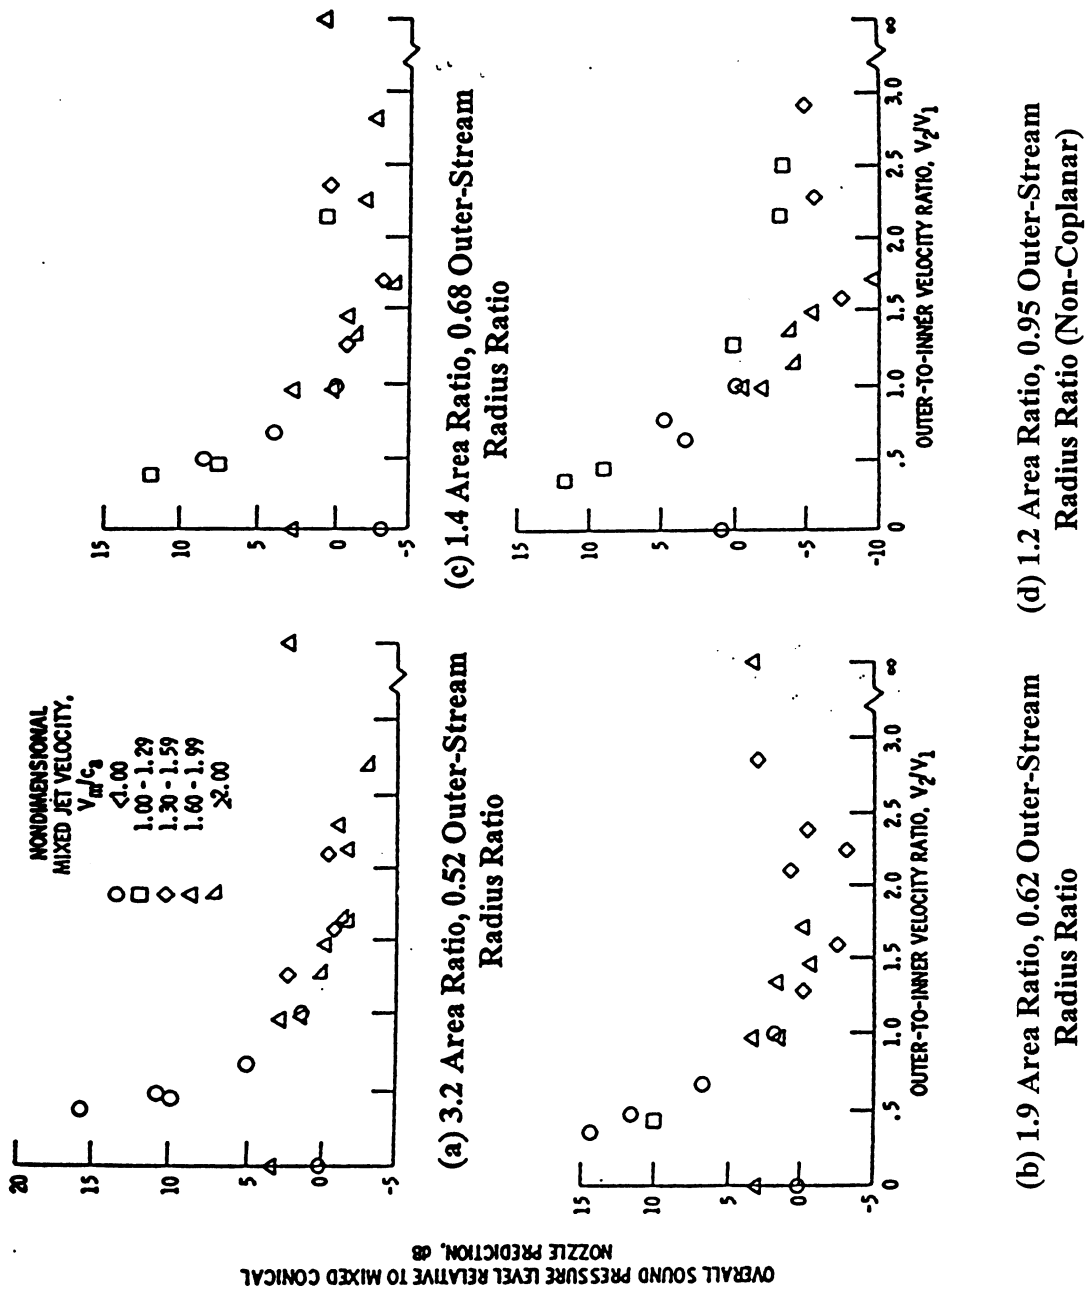 NONDIMENSIONAL
MIXED JET VELOCITY,
Vm/ca
<1.00
1.00 - 1.29
1.30 - 1.59
1.60 - 1.99
>2.00
OVERALL SOUND PRESSURE LEVEL RELATIVE TO MIXED CONICAL
NOZZLE PREDICTION, dB
20
15
10
5
0
-5
(a) 3.2 Area Ratio, 0.52 Outer-Stream
Radius Ratio
15
10
5
0
-5
(c) 1.4 Area Ratio, 0.68 Outer-Stream
Radius Ratio
15
10
5
0
-5
0 .5 1.0 1.5 2.0 2.5 3.0 ∞
OUTER-TO-INNER VELOCITY RATIO, V2/V1
(b) 1.9 Area Ratio, 0.62 Outer-Stream
Radius Ratio
15
10
5
0
-5
-10
0 .5 1.0 1.5 2.0 2.5 3.0 ∞
OUTER-TO-INNER VELOCITY RATIO, V2/V1
(d) 1.2 Area Ratio, 0.95 Outer-Stream
Radius Ratio (Non-Coplanar)